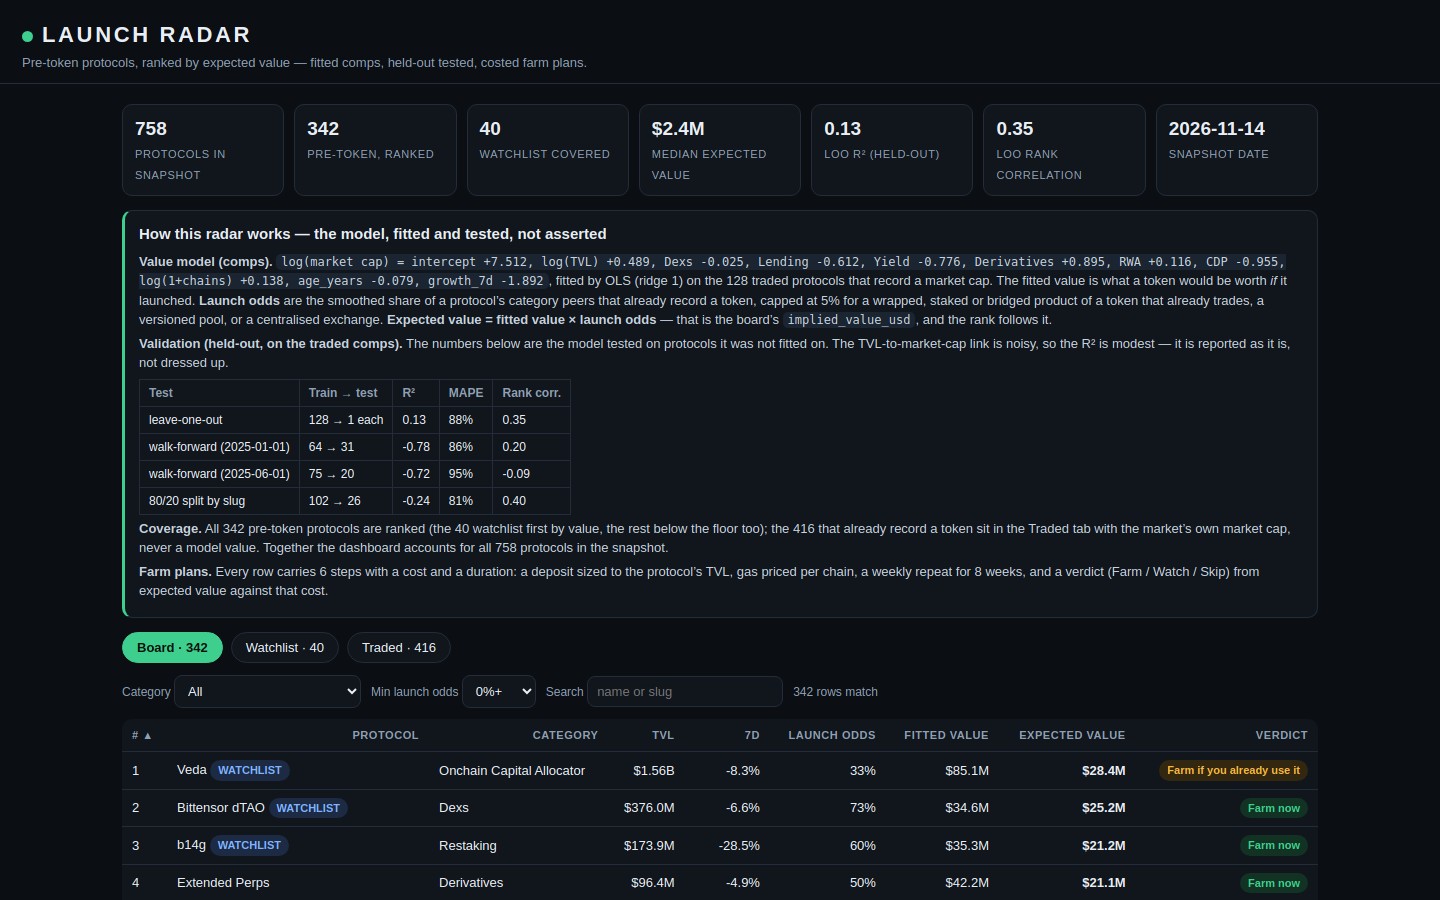 LAUNCH RADAR
Pre-token protocols, ranked by expected value — fitted comps, held-out tested, costed farm plans.
758
PROTOCOLS IN
SNAPSHOT
342
PRE-TOKEN, RANKED
40
WATCHLIST COVERED
$2.4M
MEDIAN EXPECTED
VALUE
0.13
LOO R² (HELD-OUT)
0.35
LOO RANK
CORRELATION
2026-11-14
SNAPSHOT DATE
How this radar works — the model, fitted and tested, not asserted
Value model (comps). log(market cap) = intercept +7.512, log(TVL) +0.489, Dexs -0.025, Lending -0.612, Yield -0.776, Derivatives +0.895, RWA +0.116, CDP -0.955,
log(1+chains) +0.138, age_years -0.079, growth_7d -1.892 , fitted by OLS (ridge 1) on the 128 traded protocols that record a market cap. The fitted value is what a token would be worth if it
launched. Launch odds are the smoothed share of a protocol's category peers that already record a token, capped at 5% for a wrapped, staked or bridged product of a token that already trades, a
versioned pool, or a centralised exchange. Expected value = fitted value × launch odds — that is the board's implied_value_usd , and the rank follows it.
Validation (held-out, on the traded comps). The numbers below are the model tested on protocols it was not fitted on. The TVL-to-market-cap link is noisy, so the R² is modest — it is reported as it is,
not dressed up.
Test Train → test R² MAPE Rank corr.
leave-one-out 128 → 1 each 0.13 88% 0.35
walk-forward (2025-01-01) 64 → 31 -0.78 86% 0.20
walk-forward (2025-06-01) 75 → 20 -0.72 95% -0.09
80/20 split by slug 102 → 26 -0.24 81% 0.40
Coverage. All 342 pre-token protocols are ranked (the 40 watchlist first by value, the rest below the floor too); the 416 that already record a token sit in the Traded tab with the market's own market cap,
never a model value. Together the dashboard accounts for all 758 protocols in the snapshot.
Farm plans. Every row carries 6 steps with a cost and a duration: a deposit sized to the protocol's TVL, gas priced per chain, a weekly repeat for 8 weeks, and a verdict (Farm / Watch / Skip) from
expected value against that cost.
Board · 342 Watchlist · 40 Traded · 416
Category All Min launch odds 0%+ Search name or slug 342 rows match
# ▲ PROTOCOL CATEGORY TVL 7D LAUNCH ODDS FITTED VALUE EXPECTED VALUE VERDICT
1 Veda WATCHLIST Onchain Capital Allocator $1.56B -8.3% 33% $85.1M $28.4M Farm if you already use it
2 Bittensor dTAO WATCHLIST Dexs $376.0M -6.6% 73% $34.6M $25.2M Farm now
3 b14g WATCHLIST Restaking $173.9M -28.5% 60% $35.3M $21.2M Farm now
4 Extended Perps Derivatives $96.4M -4.9% 50% $42.2M $21.1M Farm now